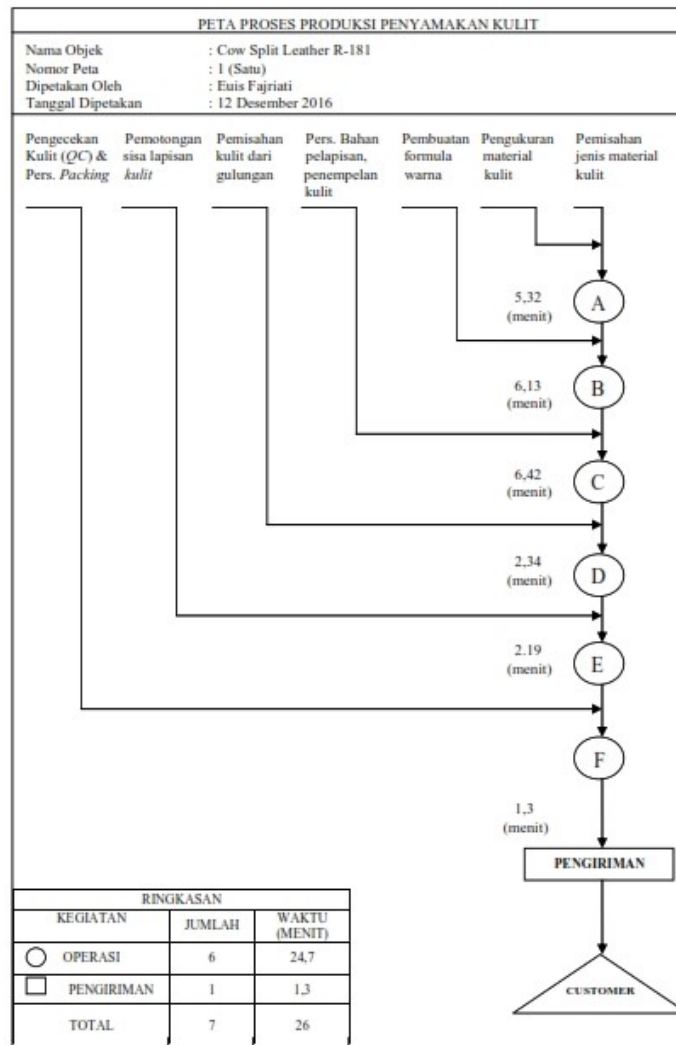 PETA PROSES PRODUKSI PENYAMAKAN KULIT
Nama Objek : Cow Split Leather R-181
Nomor Peta : 1 (Satu)
Dipetakan Oleh : Euis Fajriati
Tanggal Dipetakan : 12 Desember 2016
Pengecekan
Kulit (QC) &
Pers. Packing
Pemotongan
sisa lapisan
kulit
Pemisahan
kulit dari
gulungan
Pers. Bahan
pelapisan,
penempelan
kulit
Pembuatan
formula
warna
Pengukuran
material
kulit
Pemisahan
jenis material
kulit
5,32
(menit)
A
6,13
(menit)
B
6,42
(menit)
C
2,34
(menit)
D
2.19
(menit)
E
F
1,3
(menit)
PENGIRIMAN
CUSTOMER
RINGKASAN
KEGIATAN JUMLAH WAKTU
(MENIT)
OPERASI 6 24,7
PENGIRIMAN 1 1,3
TOTAL 7 26